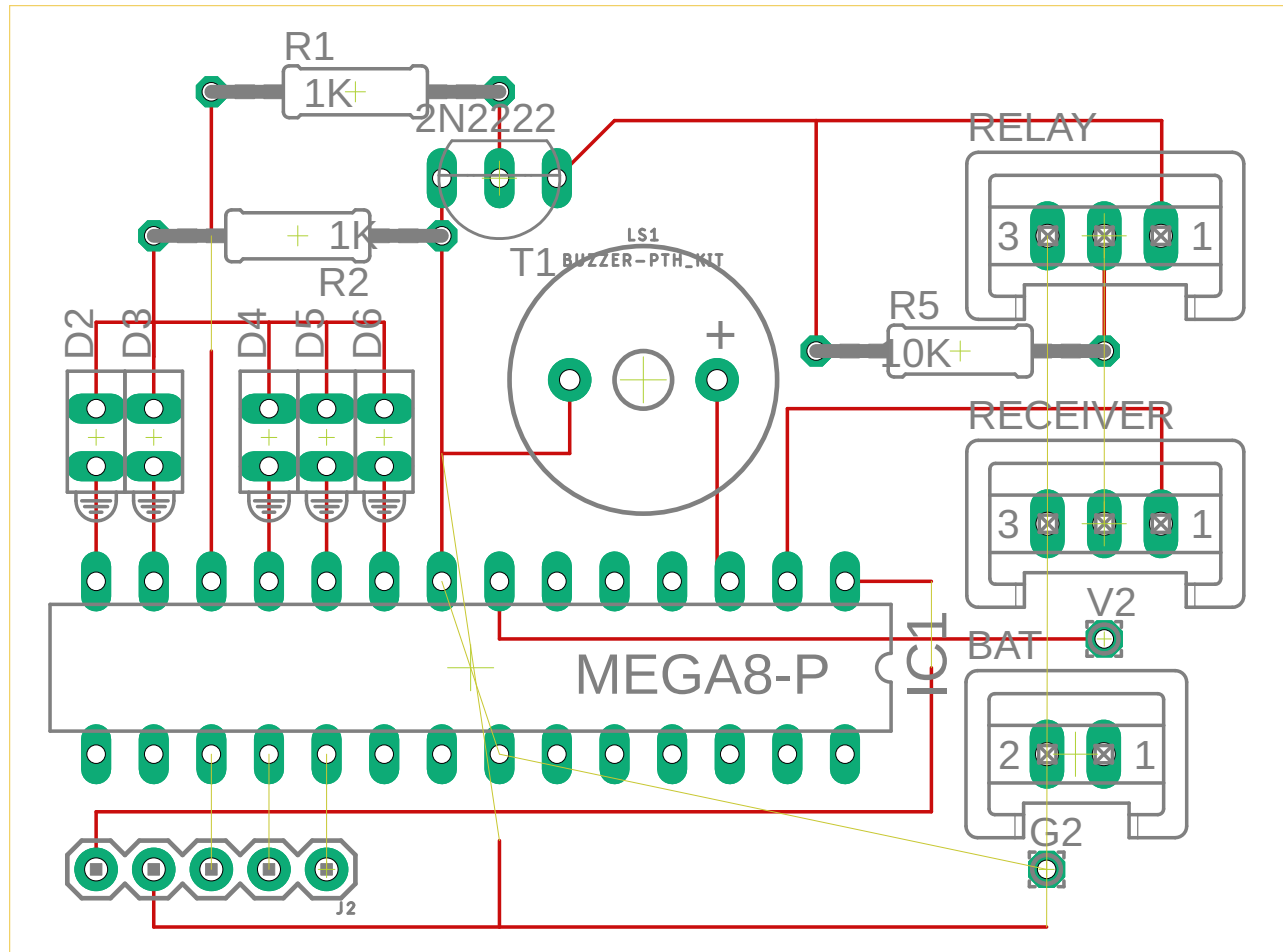 R1
1K
2N2222
RELAY
3
1
1K
R2
T1
LS1
BUZZER-PTH_KIT
+
D2
D3
D4
D5
D6
R5
10K
RECEIVER
3
1
V2
MEGA8-P
IC1
BAT
2
1
G2
J2